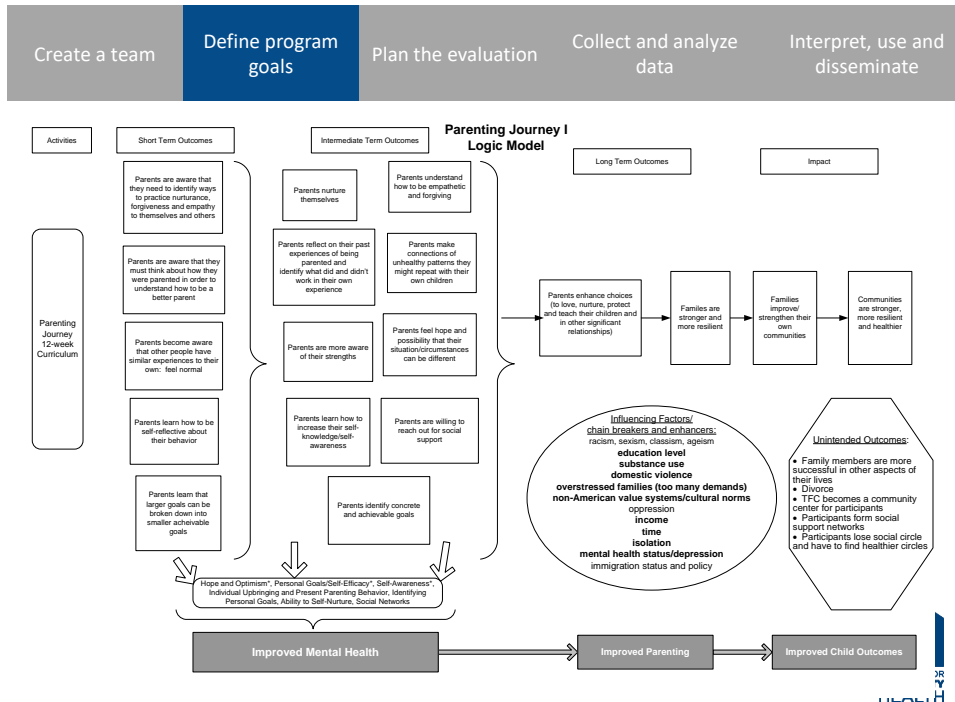 Create a team
Define program
goals
Plan the evaluation
Collect and analyze
data
Interpret, use and
disseminate
Parenting Journey I
Logic Model
Activities
Short Term Outcomes
Intermediate Term Outcomes
Long Term Outcomes
Impact
Parenting
Journey
12-week
Curriculum
Parents are aware that
they need to identify ways
to practice nurturance,
forgiveness and empathy
to themselves and others
Parents are aware that they
must think about how they
were parented in order to
understand how to be a
better parent
Parents become aware
that other people have
similar experiences to their
own: feel normal
Parents learn how to be
self-reflective about
their behavior
Parents learn that
larger goals can be
broken down into
smaller acheivable
goals
Parents nurture
themselves
Parents understand
how to be empathetic
and forgiving
Parents reflect on their past
experiences of being
parented and
identify what did and didn't
work in their own
experience
Parents make
connections of
unhealthy patterns they
might repeat with their
own children
Parents are more aware
of their strengths
Parents feel hope and
possibility that their
situation/circumstances
can be different
Parents learn how to
increase their self-
knowledge/self-
awareness
Parents are willing to
reach out for social
support
Parents identify concrete
and achievable goals
Parents enhance choices
(to love, nurture, protect
and teach their children and
in other significant
relationships)
Familes are
stronger and
more resilient
Families
improve/
strengthen their
own
communities
Communities
are stronger,
more resilient
and healthier
Influencing Factors/
chain breakers and enhancers:
racism, sexism, classism, ageism
education level
substance use
domestic violence
overstressed families (too many demands)
non-American value systems/cultural norms
oppression
income
time
isolation
mental health status/depression
immigration status and policy
Unintended Outcomes:
• Family members are more
successful in other aspects of
their lives
• Divorce
• TFC becomes a community
center for participants
• Participants form social
support networks
• Participants lose social circle
and have to find healthier circles
Hope and Optimism*, Personal Goals/Self-Efficacy*, Self-Awareness*,
Individual Upbringing and Present Parenting Behavior, Identifying
Personal Goals, Ability to Self-Nurture, Social Networks
Improved Mental Health
Improved Parenting
Improved Child Outcomes